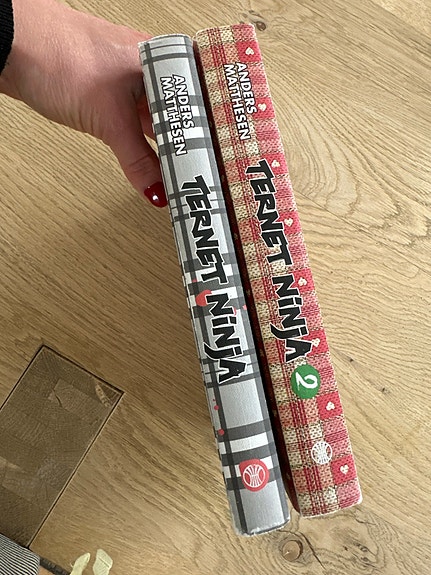 ANDERS
MATTHESEN
TERNET NINJA
ANDERS
MATTHESEN
TERNET NINJA 2